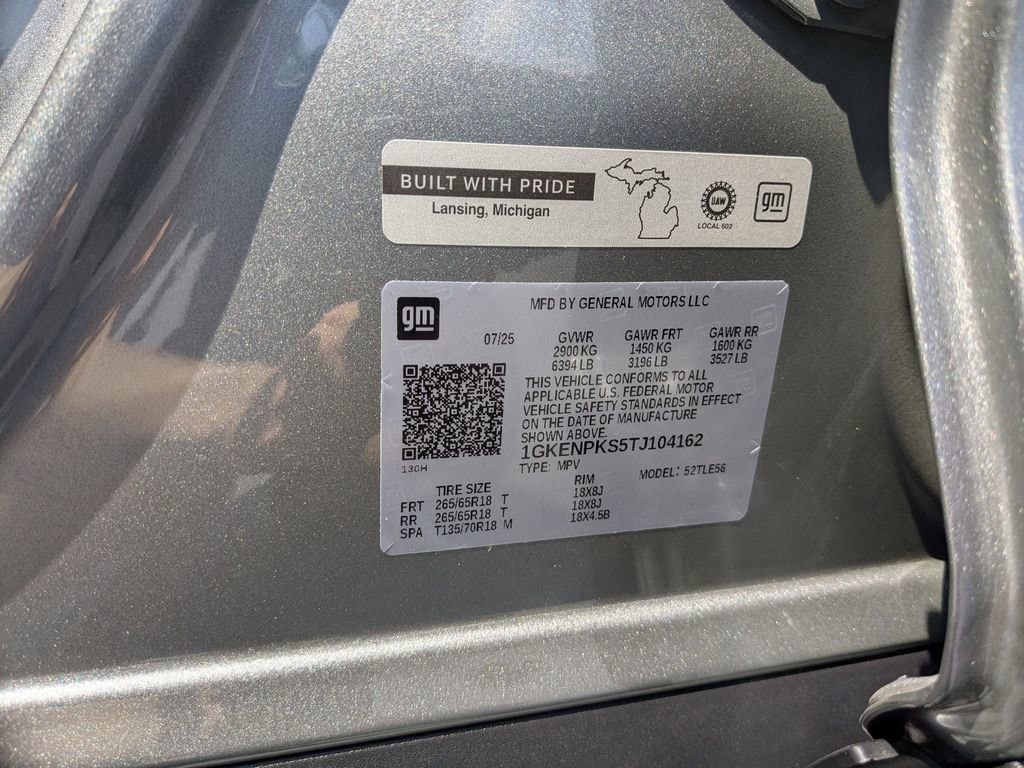 BUILT WITH PRIDE
Lansing, Michigan
UAW
LOCAL 602
gm
gm
MFD BY GENERAL MOTORS LLC
07/25 GVWR GAWR FRT GAWR RR
2900 KG 1450 KG 1600 KG
6394 LB 3196 LB 3527 LB
THIS VEHICLE CONFORMS TO ALL
APPLICABLE U.S. FEDERAL MOTOR
VEHICLE SAFETY STANDARDS IN EFFECT
ON THE DATE OF MANUFACTURE
SHOWN ABOVE.
1GKENPKS5TJ104162
130H
TYPE: MPV MODEL: 52TLE56
TIRE SIZE RIM
FRT 265/65R18 T 18X8J
RR 265/65R18 T 18X8J
SPA T135/70R18 M 18X4.5B